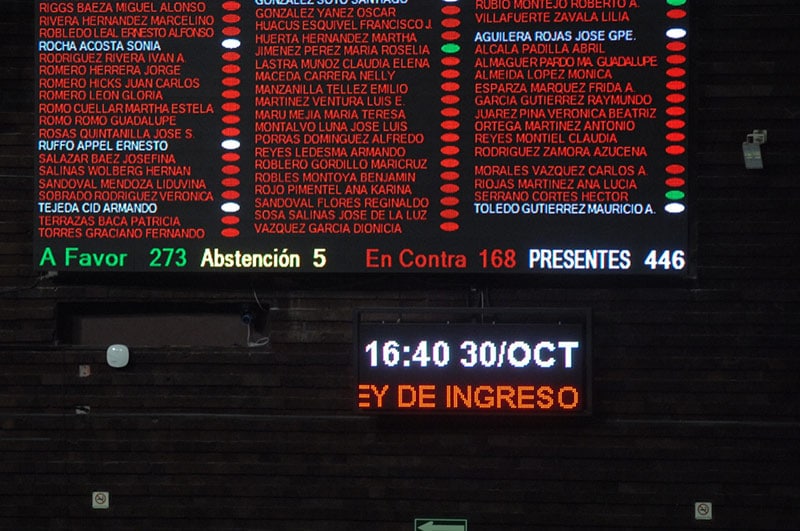 RIGGS BAEZA MIGUEL ALONSO
RIVERA HERNANDEZ MARCELINO
ROBLEDO LEAL ERNESTO ALFONSO
ROCHA ACOSTA SONIA
RODRIGUEZ RIVERA IVAN A.
ROMERO HERRERA JORGE
ROMERO HICKS JUAN CARLOS
ROMERO LEON GLORIA
ROMO CUELLAR MARTHA ESTELA
ROMO ROMO GUADALUPE
ROSAS QUINTANILLA JOSE S.
RUFFO APPEL ERNESTO
SALAZAR BAEZ JOSEFINA
SALINAS WOLBERG HERNAN
SANDOVAL MENDOZA LIDUVINA
SOBRADO RODRIGUEZ VERONICA
TEJEDA CID ARMANDO
TERRAZAS BACA PATRICIA
TORRES GRACIANO FERNANDO
GONZALEZ SOTO SANTIAGO
GONZALEZ YAÑEZ OSCAR
HUACUS ESQUIVEL FRANCISCO J.
HUERTA HERNANDEZ MARTHA
JIMENEZ PEREZ MARIA ROSELIA
LASTRA MUÑOZ CLAUDIA ELENA
MACEDA CARRERA NELLY
MANZANILLA TELLEZ EMILIO
MARTINEZ VENTURA LUIS E.
MARU MEJIA MARIA TERESA
MONTALVO LUNA JOSE LUIS
PORRAS DOMINGUEZ ALFREDO
REYES LEDESMA ARMANDO
ROBLERO GORDILLO MARICRUZ
ROBLES MONTOYA BENJAMIN
ROJO PIMENTEL ANA KARINA
SANDOVAL FLORES REGINALDO
SOSA SALINAS JOSE DE LA LUZ
VAZQUEZ GARCIA DIONICIA
RUBIO MONTEJO ROBERTO A.
VILLAFUERTE ZAVALA LILIA
AGUILERA ROJAS JOSE GPE.
ALCALA PADILLA ABRIL
ALMAGUER PARDO MA. GUADALUPE
ALMEIDA LOPEZ MONICA
ESPARZA MARQUEZ FRIDA A.
GARCIA GUTIERREZ RAYMUNDO
JUAREZ PINA VERONICA BEATRIZ
ORTEGA MARTINEZ ANTONIO
REYES MONTIEL CLAUDIA
RODRIGUEZ ZAMORA AZUCENA
MORALES VAZQUEZ CARLOS A.
RIOJAS MARTINEZ ANA LUCIA
SERRANO CORTES HECTOR
TOLEDO GUTIERREZ MAURICIO A.
A Favor 273 Abstención 5 En Contra 168 PRESENTES 446
16:40 30/OCT
EY DE INGRESO